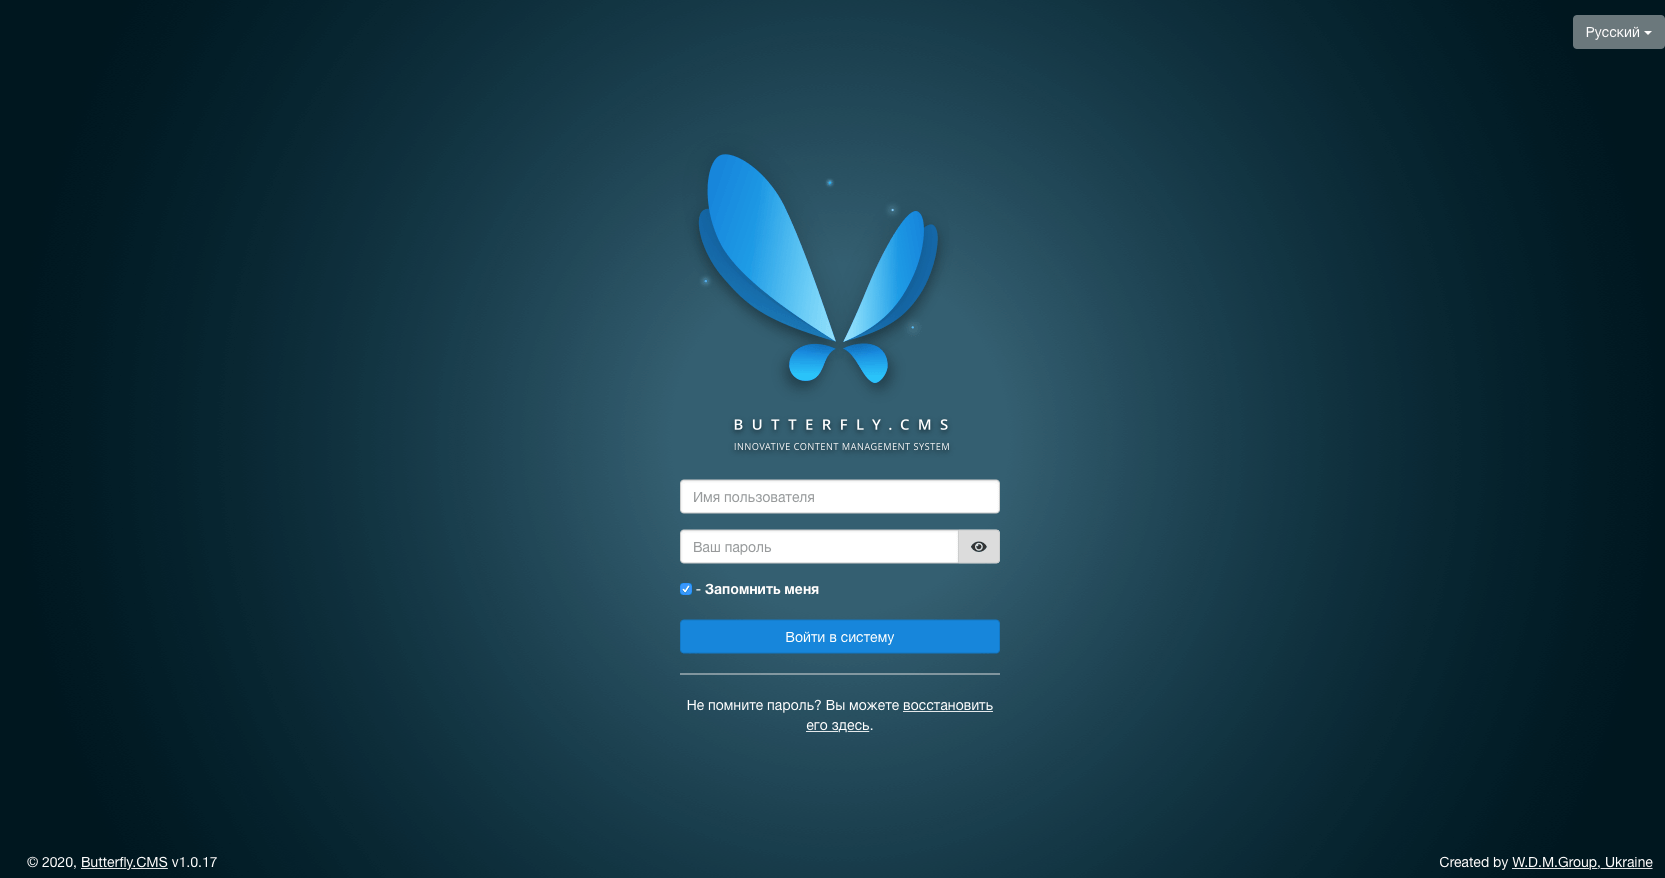 Русский
BUTTERFLY.CMS
INNOVATIVE CONTENT MANAGEMENT SYSTEM
Имя пользователя
Ваш пароль
- Запомнить меня
Войти в систему
Не помните пароль? Вы можете восстановить
его здесь.
© 2020, Butterfly.CMS v1.0.17
Created by W.D.M.Group, Ukraine